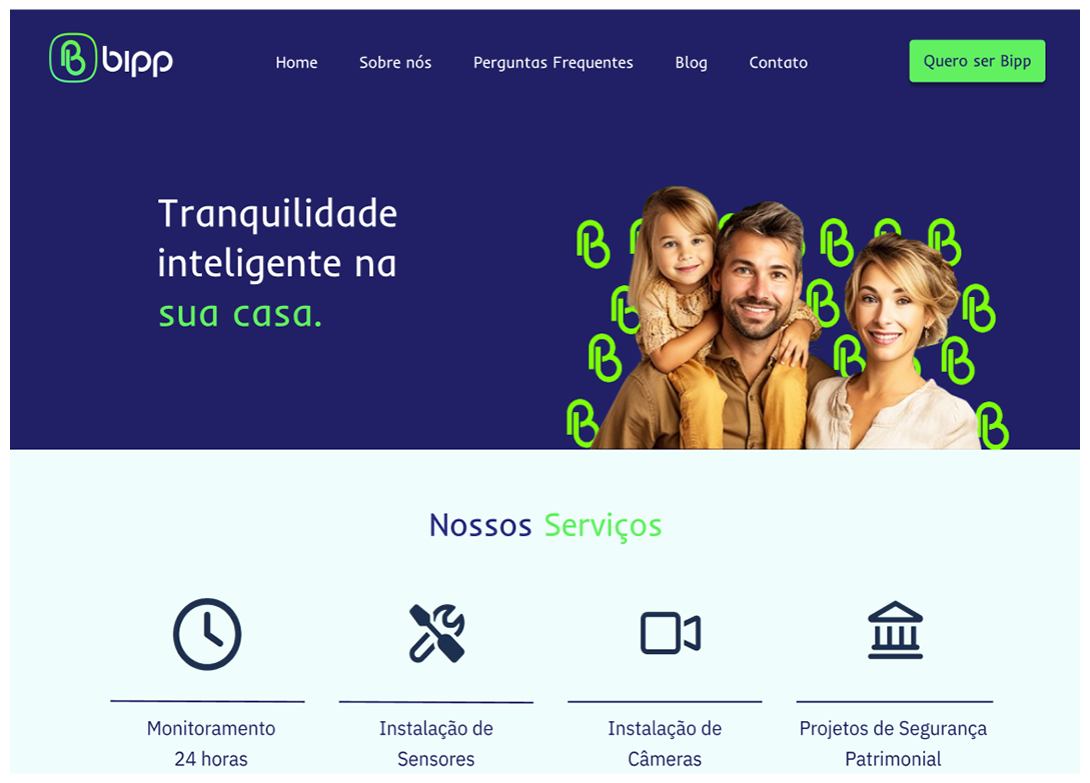 bipp
Home
Sobre nós
Perguntas Frequentes
Blog
Contato
Quero ser Bipp
Tranquilidade
inteligente na
sua casa.
Nossos Serviços
Monitoramento
24 horas
Instalação de
Sensores
Instalação de
Câmeras
Projetos de Segurança
Patrimonial